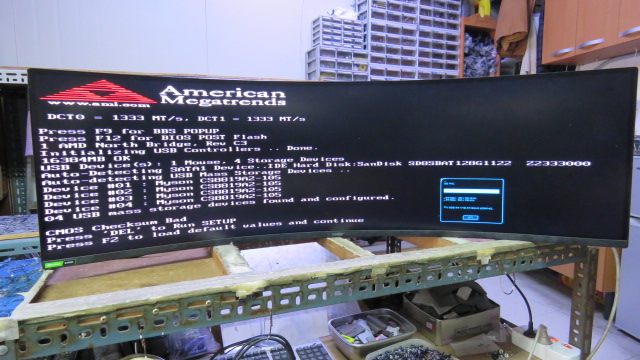 American
Megatrends
www.ami.com
DCT0 = 1333 MT/s, DCT1 = 1333 MT/s
Press F9 for BBS POPUP
Press F12 for BIOS POST Flash
1 AMD North Bridge, Rev C3
Initializing USB Controllers .. Done.
16384MB OK
USB Device(s): 1 Mouse, 4 Storage Devices
Auto-Detecting SATA1 Device..IDE Hard Disk:SanDisk SD8SBAT128G1122 Z2333000
Auto-detecting USB Mass Storage Devices ..
Device #01 : Myson CS8819A2-105
Device #02 : Myson CS8819A2-105
Device #03 : Myson CS8819A2-105
Device #04 : Myson CS8819A2-105
04 USB mass storage devices found and configured.
CMOS Checksum Bad
Press 'DEL' to Run SETUP
Press F2 to load default values and continue